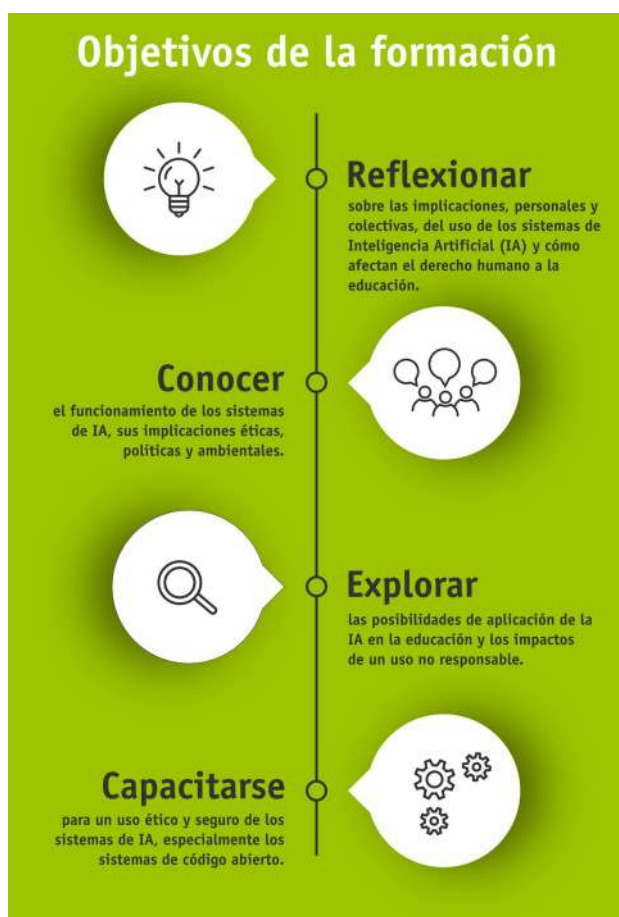 Objetivos de la formación
Reflexionar
sobre las implicaciones, personales y
colectivas, del uso de los sistemas de
Inteligencia Artificial (IA) y cómo
afectan el derecho humano a la
educación.
Conocer
el funcionamiento de los sistemas
de IA, sus implicaciones éticas,
políticas y ambientales.
Explorar
las posibilidades de aplicación de la
IA en la educación y los impactos
de un uso no responsable.
Capacitarse
para un uso ético y seguro de los
sistemas de IA, especialmente los
sistemas de código abierto.